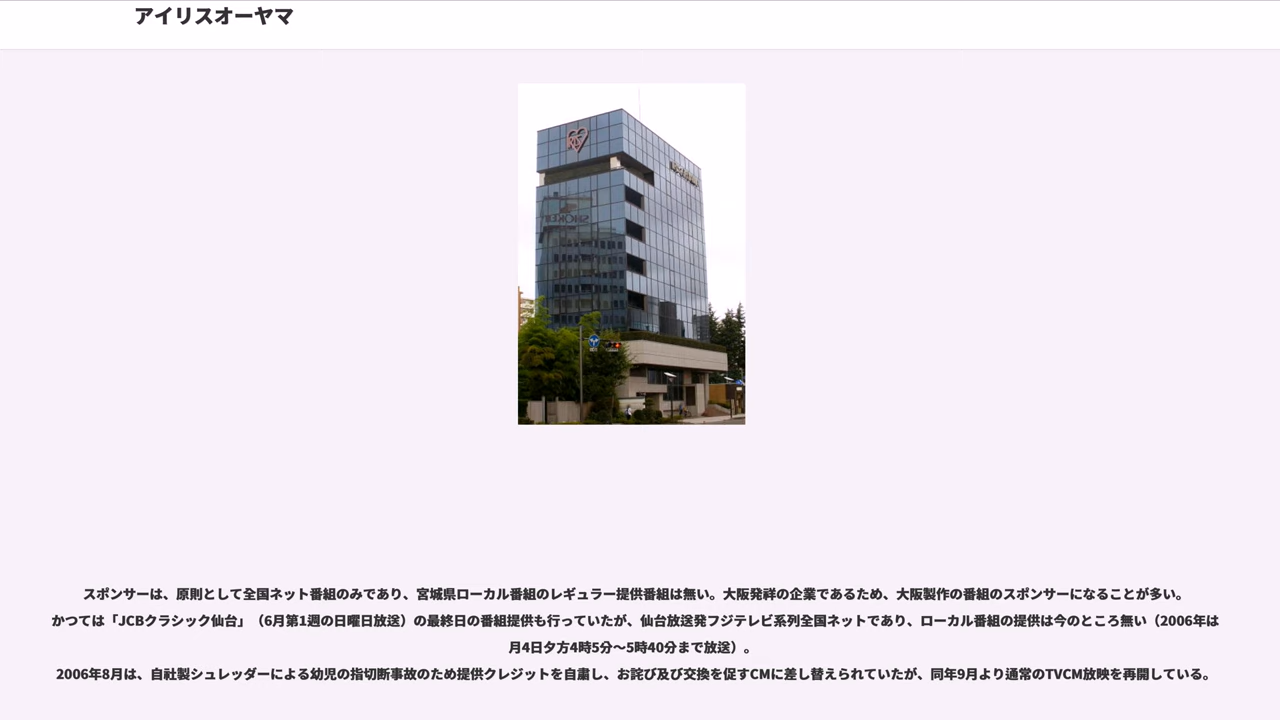 アイリスオーヤマ
スポンサーは、原則として全国ネット番組のみであり、宮城県ローカル番組のレギュラー提供番組は無い。大阪発祥の企業であるため、大阪製作の番組のスポンサーになることが多い。
かつては「JCBクラシック仙台」（6月第1週の日曜日放送）の最終日の番組提供も行っていたが、仙台放送発フジテレビ系列全国ネットであり、ローカル番組の提供は今のところ無い（2006年は
月4日夕方4時5分〜5時40分まで放送）。
2006年8月は、自社製シュレッダーによる幼児の指切断事故のため提供クレジットを自粛し、お詫び及び交換を促すCMに差し替えられていたが、同年9月より通常のTVCM放映を再開している。